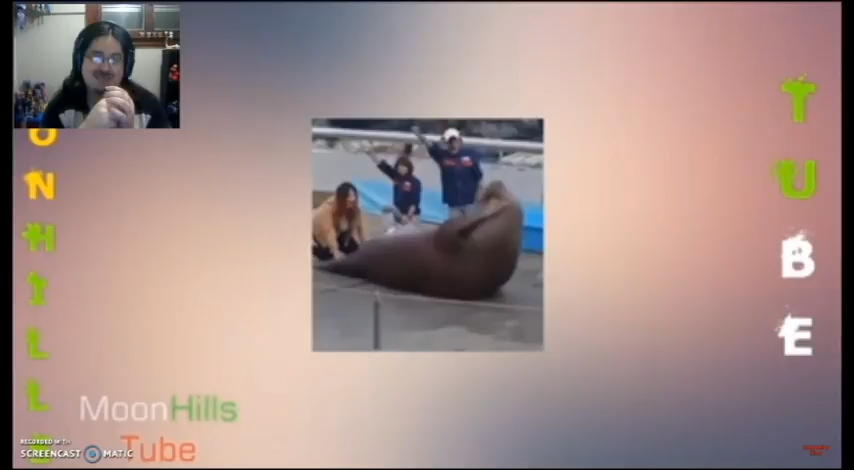 O
N
H
I
L
L
S
T
U
B
E
MoonHills
Tube
RECORDED WITH
SCREENCAST MATIC